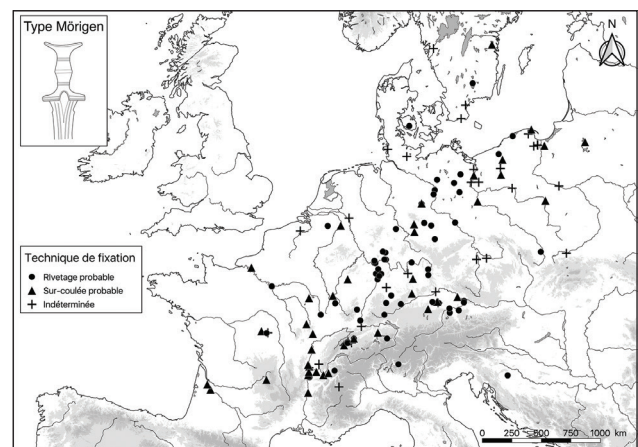 Type Mörigen
N
Technique de fixation
Rivetage probable
Sur-coulée probable
Indéterminée
0 250 500 750 1000 km